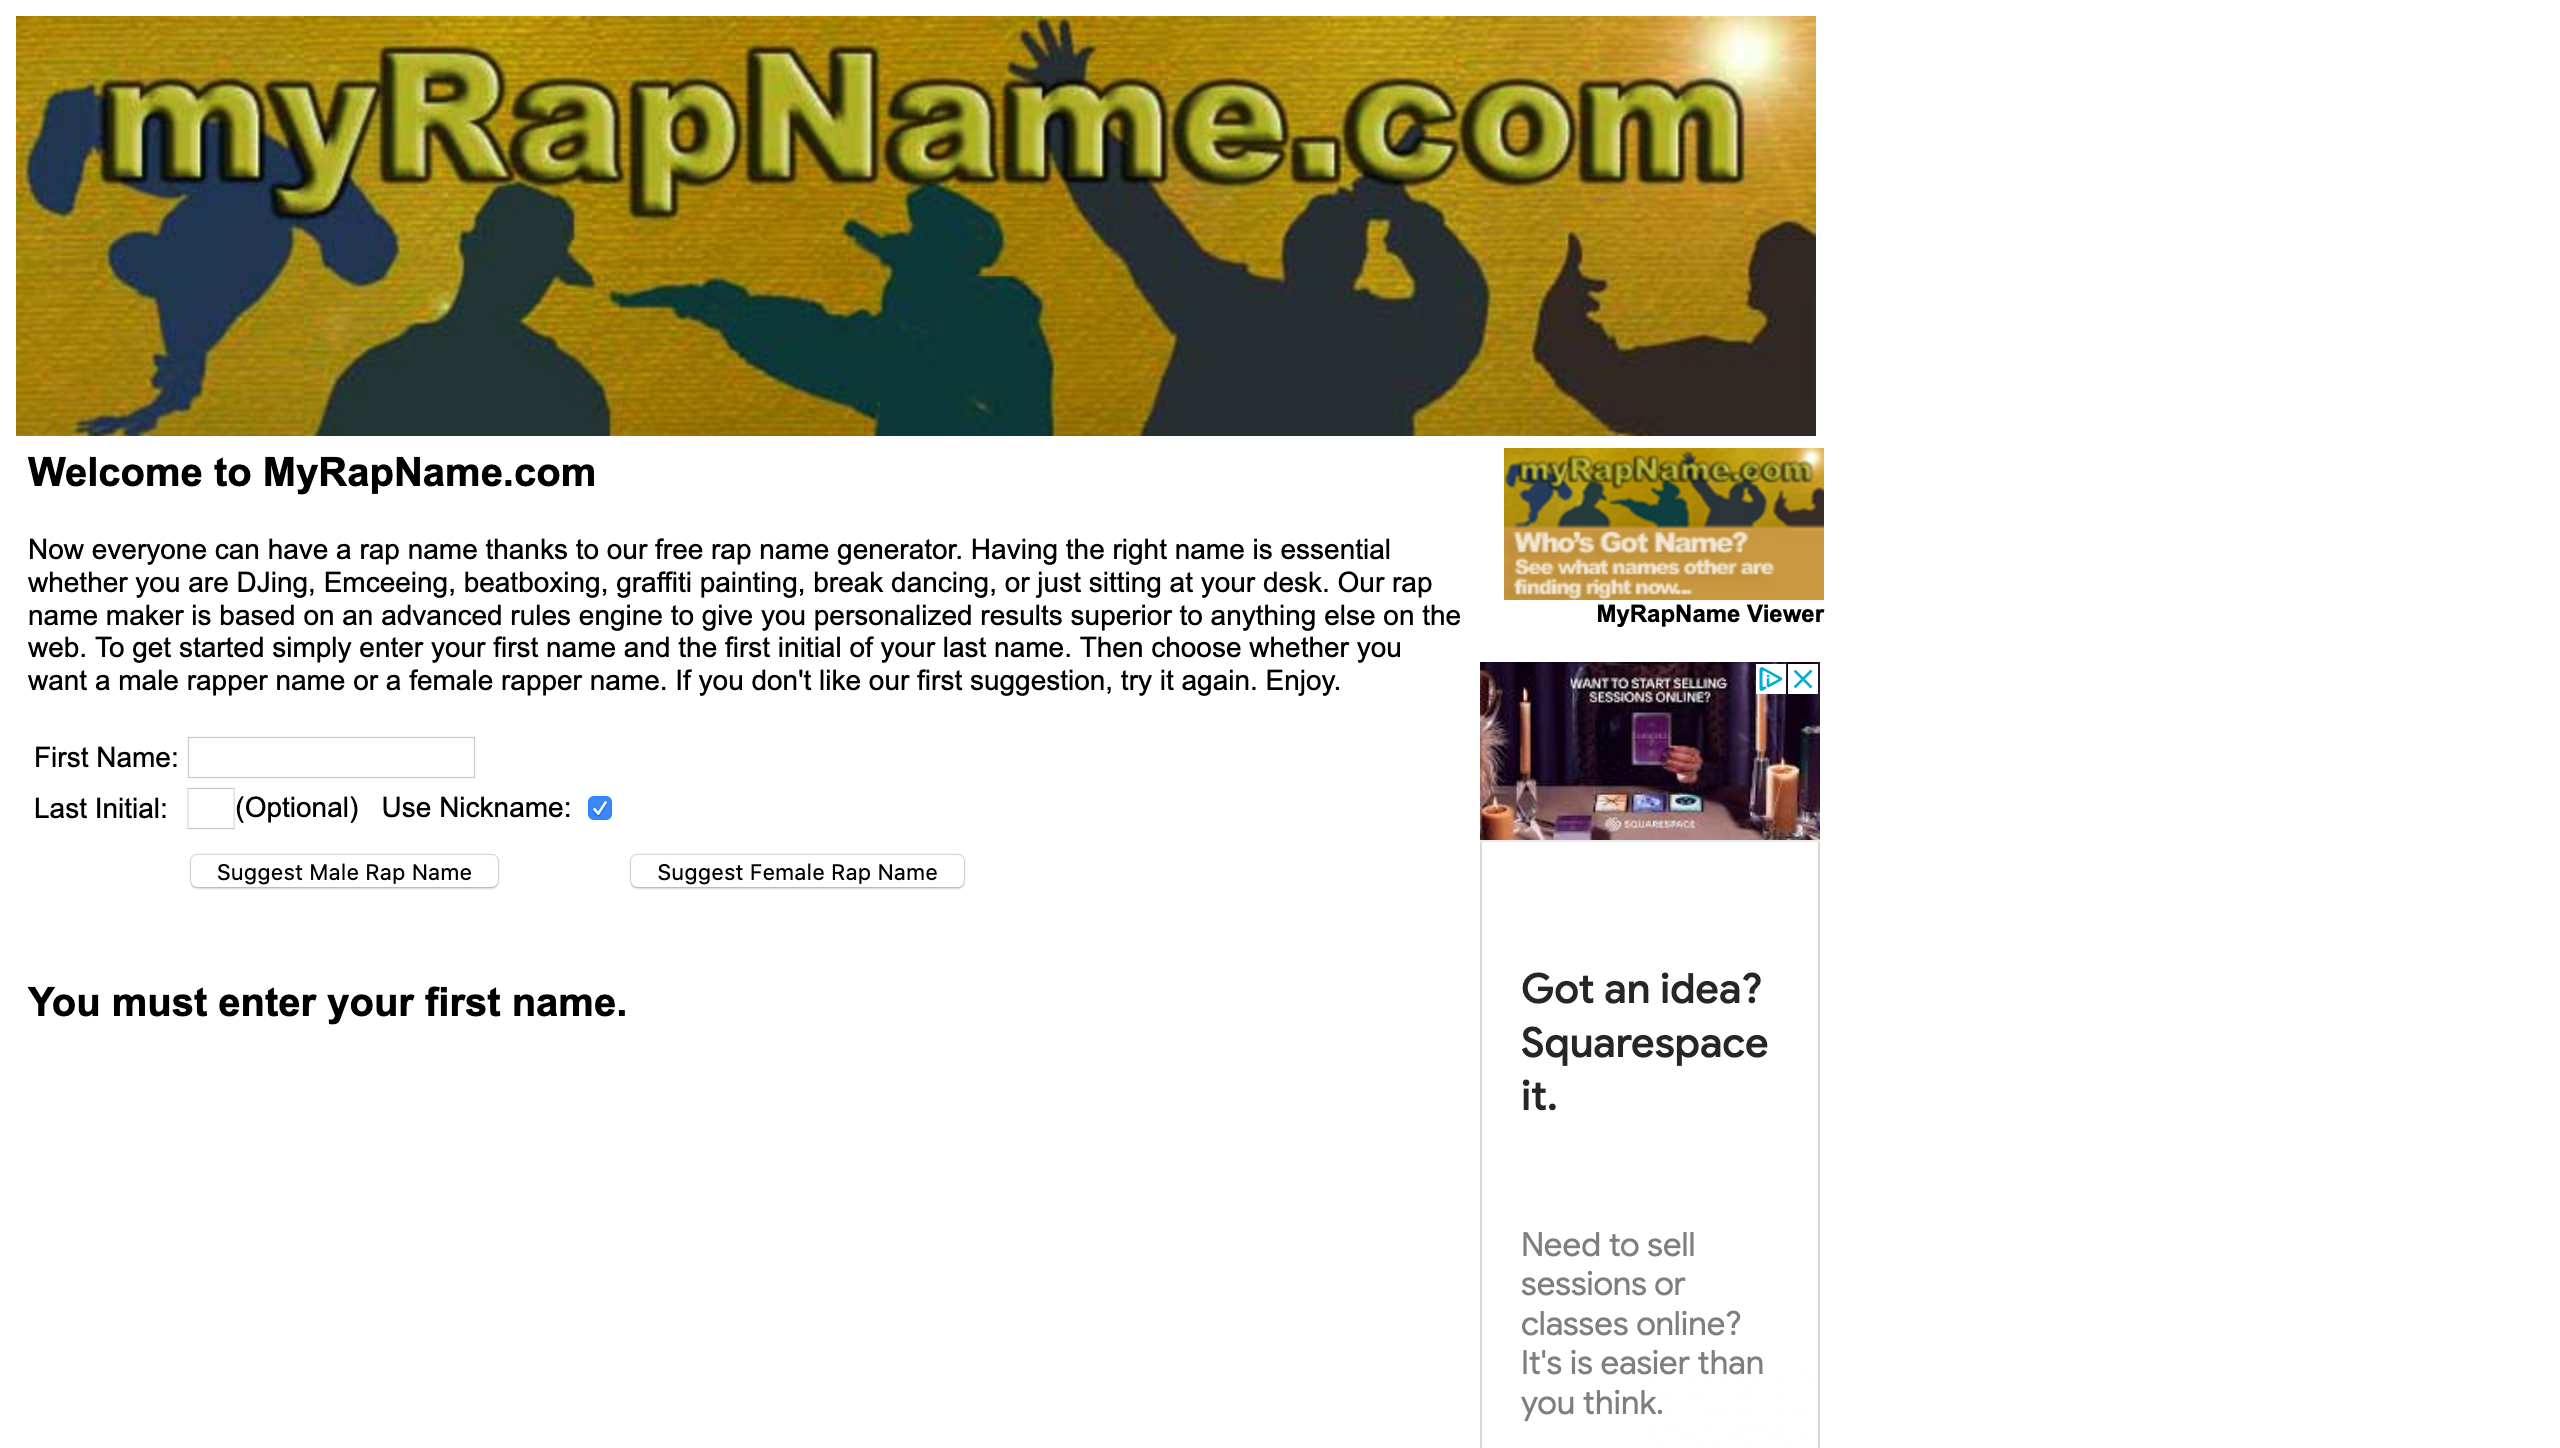 myRapName.com
Welcome to MyRapName.com
Now everyone can have a rap name thanks to our free rap name generator. Having the right name is essential
whether you are DJing, Emceeing, beatboxing, graffiti painting, break dancing, or just sitting at your desk. Our rap
name maker is based on an advanced rules engine to give you personalized results superior to anything else on the
web. To get started simply enter your first name and the first initial of your last name. Then choose whether you
want a male rapper name or a female rapper name. If you don't like our first suggestion, try it again. Enjoy.
First Name:
Last Initial: (Optional) Use Nickname:
Suggest Male Rap Name Suggest Female Rap Name
You must enter your first name.
myRapName.com
Who's Got Name?
See what names other are
finding right now...
MyRapName Viewer
WANT TO START SELLING
SESSIONS ONLINE?
SQUARESPACE
Got an idea?
Squarespace
it.
Need to sell
sessions or
classes online?
It's is easier than
you think.